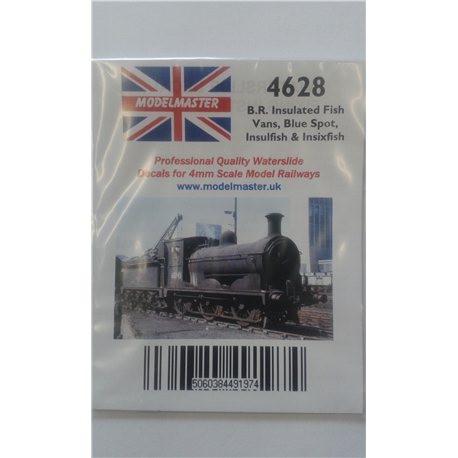 MODELMASTER
4628
B.R. Insulated Fish
Vans, Blue Spot,
Insulfish & Insixfish
Professional Quality Waterslide
Decals for 4mm Scale Model Railways
www.modelmaster.uk
5060384491974